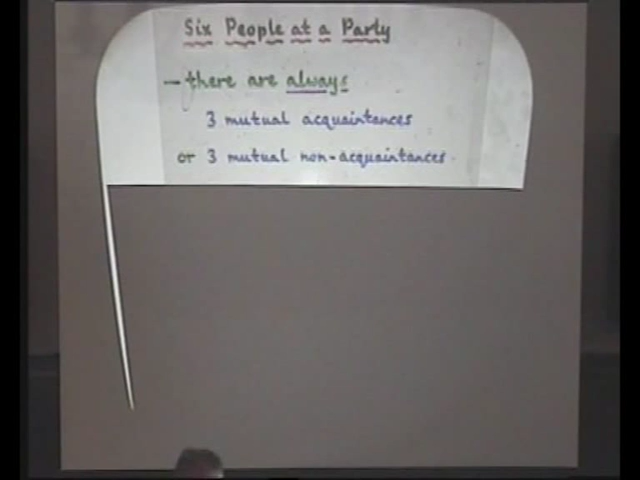 Six People at a Party
— there are always
3 mutual acquaintances
or 3 mutual non-acquaintances.